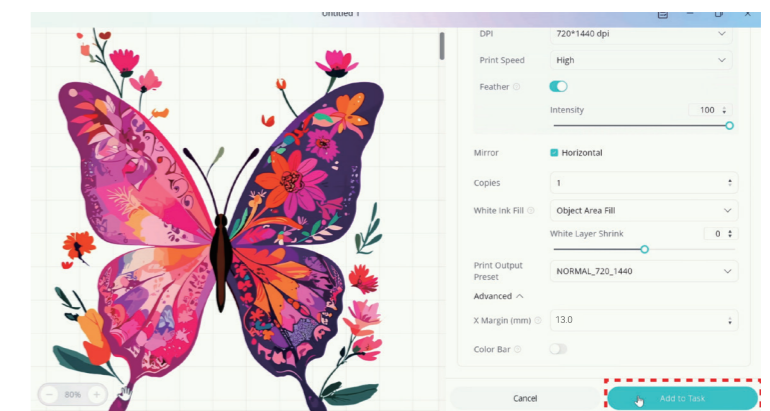 Untitled 1
DPI
720*1440 dpi
Print Speed
High
Feather
Intensity
100
Mirror
Horizontal
Copies
1
White Ink Fill
Object Area Fill
White Layer Shrink
0
Print Output
Preset
NORMAL_720_1440
Advanced
X Margin (mm)
13.0
Color Bar
80%
Cancel
Add to Task